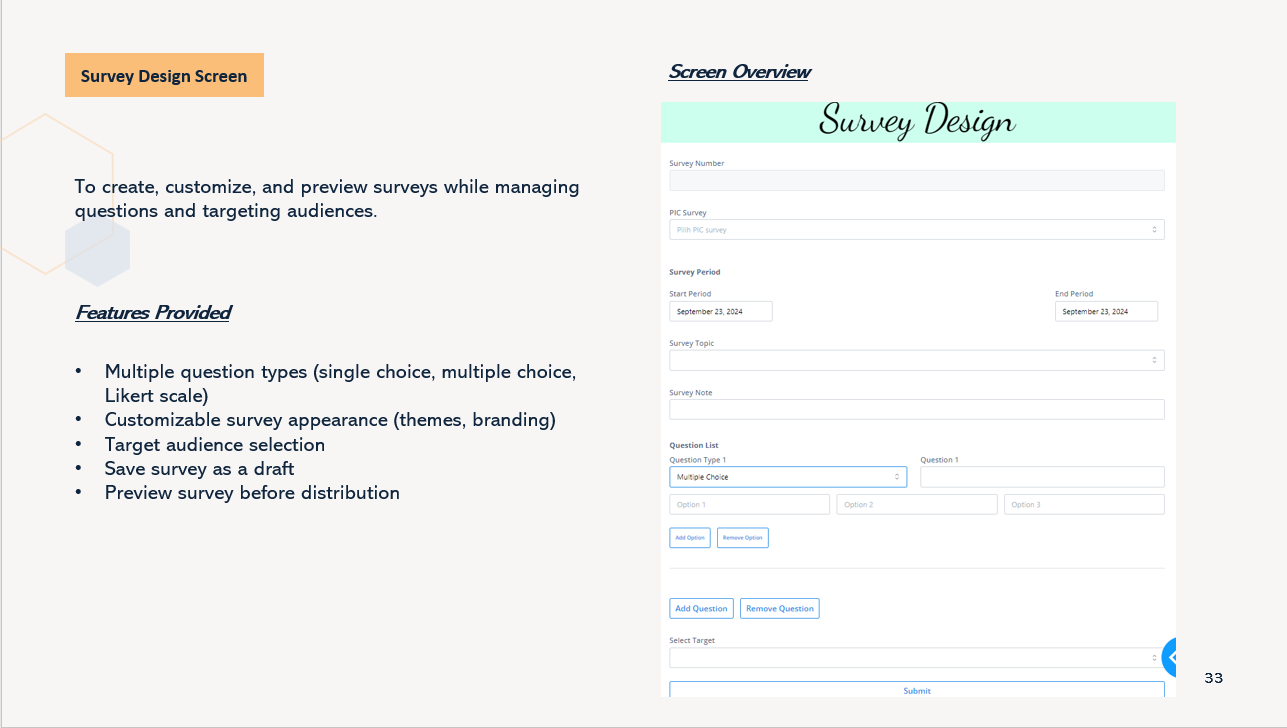 Survey Design Screen
To create, customize, and preview surveys while managing
questions and targeting audiences.
Features Provided
• Multiple question types (single choice, multiple choice,
Likert scale)
• Customizable survey appearance (themes, branding)
• Target audience selection
• Save survey as a draft
• Preview survey before distribution
Screen Overview
Survey Design
Survey Number
PIC Survey
Pilih PIC survey
Survey Period
Start Period End Period
September 23, 2024 September 23, 2024
Survey Topic
Survey Note
Question List
Question Type 1 Question 1
Multiple Choice
Option 1 Option 2 Option 3
Add Option Remove Option
Add Question Remove Question
Select Target
Submit
33